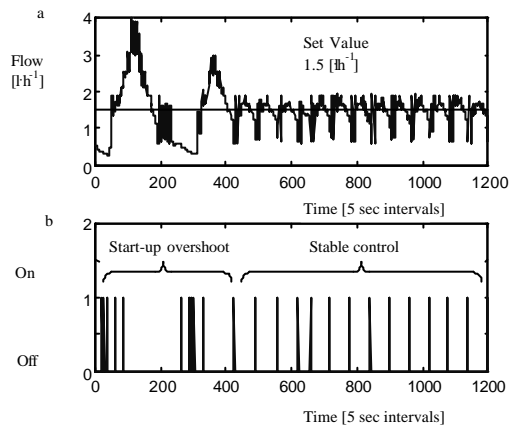 a
4
3
2
1
0
Flow
[l·h-1]
Set Value
1.5 [lh-1]
0 200 400 600 800 1000 1200
Time [5 sec intervals]
b
2
1
0
On
Off
Start-up overshoot
Stable control
0 200 400 600 800 1000 1200
Time [5 sec intervals]